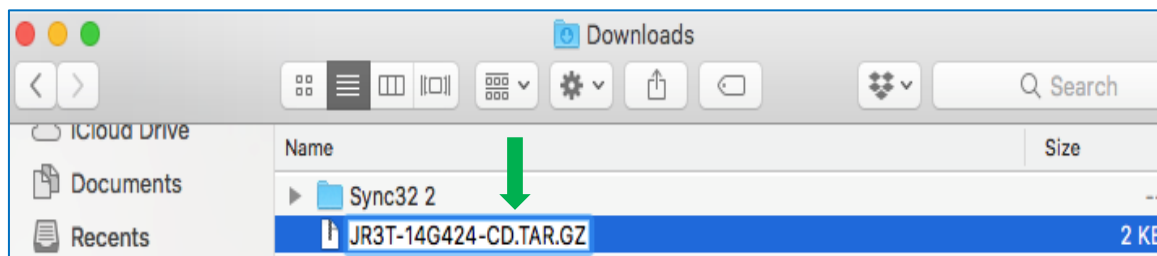 Downloads
Search
iCloud Drive
Name
Size
Documents
Sync32 2
--
Recents
JR3T-14G424-CD.TAR.GZ
2 KB